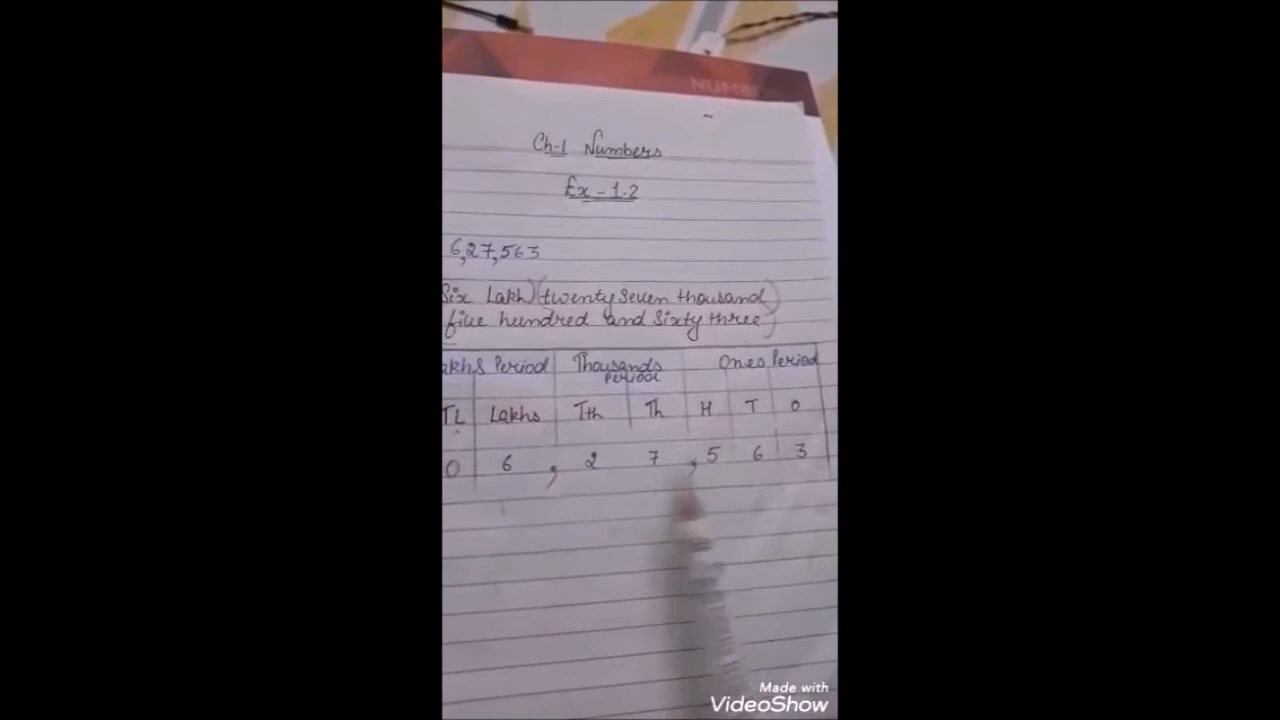 NUMBE
Ch-1 Numbers
Ex - 1.2
6,27,563
Six Lakh) (twenty seven thousand)
five hundred and sixty three)
akhs Period Thousands Period Ones Period
TL Lakhs Tth Th H T O
0 6 , 2 7 , 5 6 3
Made with
VideoShow